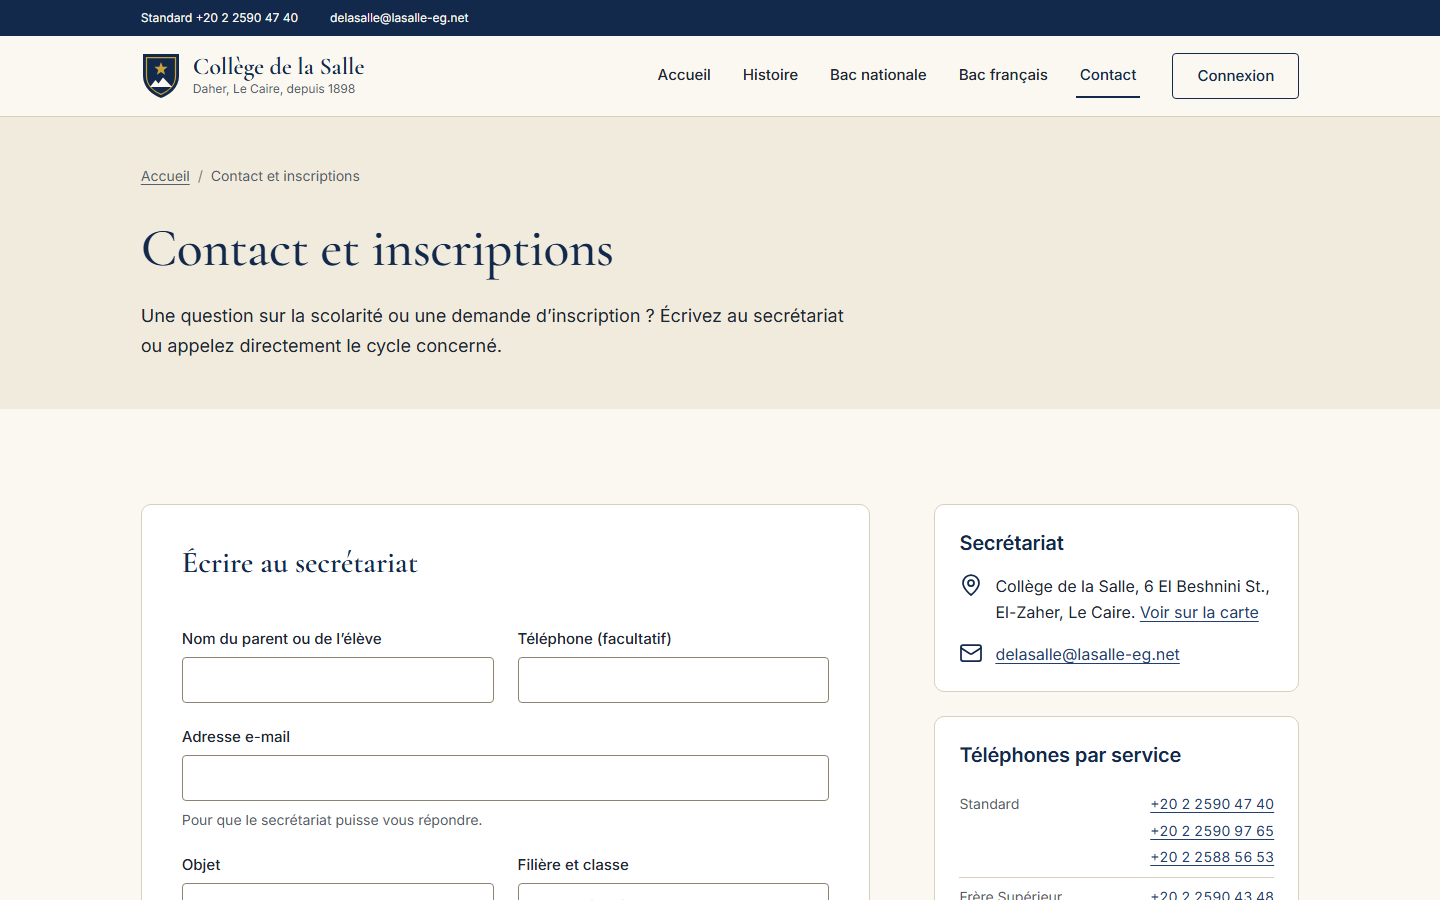 Standard +20 2 2590 47 40
delasalle@lasalle-eg.net
Collège de la Salle
Daher, Le Caire, depuis 1898
Accueil
Histoire
Bac nationale
Bac français
Contact
Connexion
Accueil / Contact et inscriptions
Contact et inscriptions
Une question sur la scolarité ou une demande d’inscription ? Écrivez au secrétariat
ou appelez directement le cycle concerné.
Écrire au secrétariat
Nom du parent ou de l’élève
Téléphone (facultatif)
Adresse e-mail
Pour que le secrétariat puisse vous répondre.
Objet
Filière et classe
Secrétariat
Collège de la Salle, 6 El Beshnini St.,
El-Zaher, Le Caire. Voir sur la carte
delasalle@lasalle-eg.net
Téléphones par service
Standard
+20 2 2590 47 40
+20 2 2590 97 65
+20 2 2588 56 53
Frère Supérieur
+20 2 2590 43 48